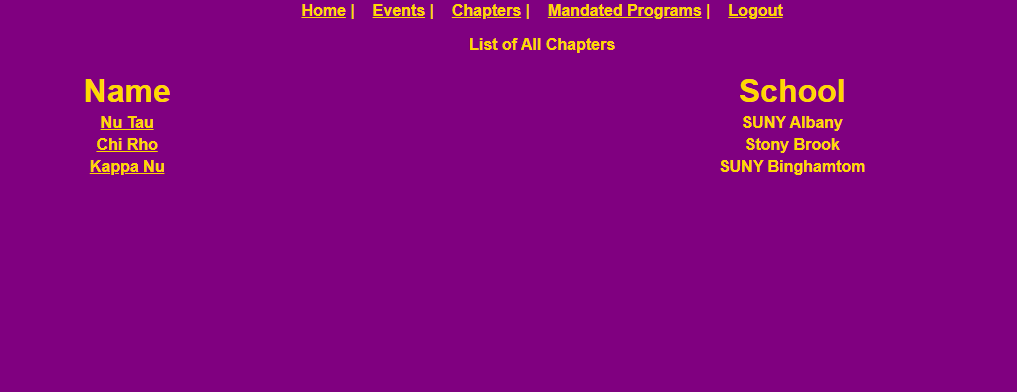 Home | Events | Chapters | Mandated Programs | Logout
List of All Chapters
Name School
Nu Tau SUNY Albany
Chi Rho Stony Brook
Kappa Nu SUNY Binghamtom